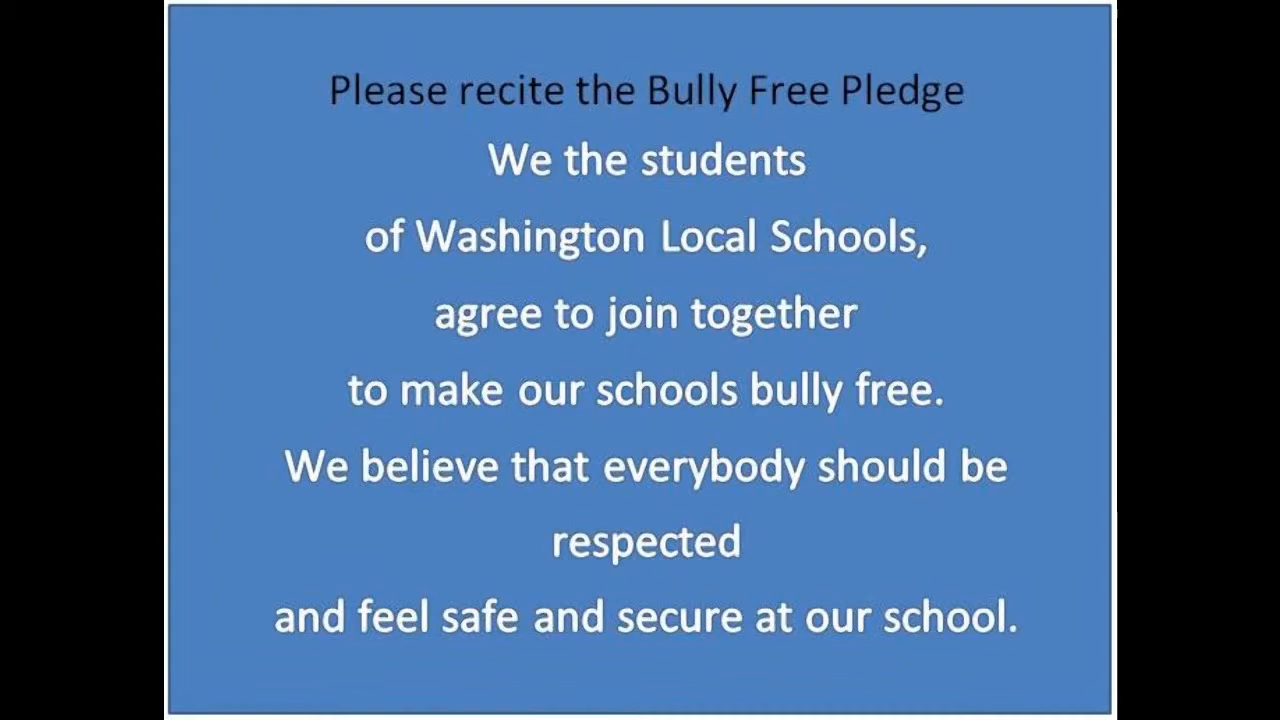 Please recite the Bully Free Pledge
We the students
of Washington Local Schools,
agree to join together
to make our schools bully free.
We believe that everybody should be
respected
and feel safe and secure at our school.